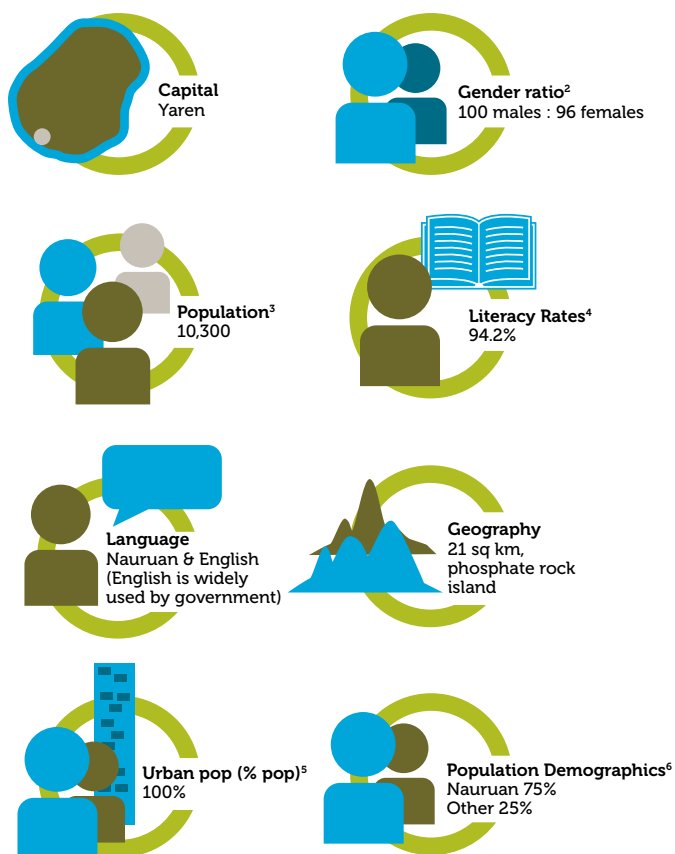 Capital
Yaren
Gender ratio²
100 males : 96 females
Population³
10,300
Literacy Rates⁴
94.2%
Language
Nauruan & English
(English is widely
used by government)
Geography
21 sq km,
phosphate rock
island
Urban pop (% pop)⁵
100%
Population Demographics⁶
Nauruan 75%
Other 25%